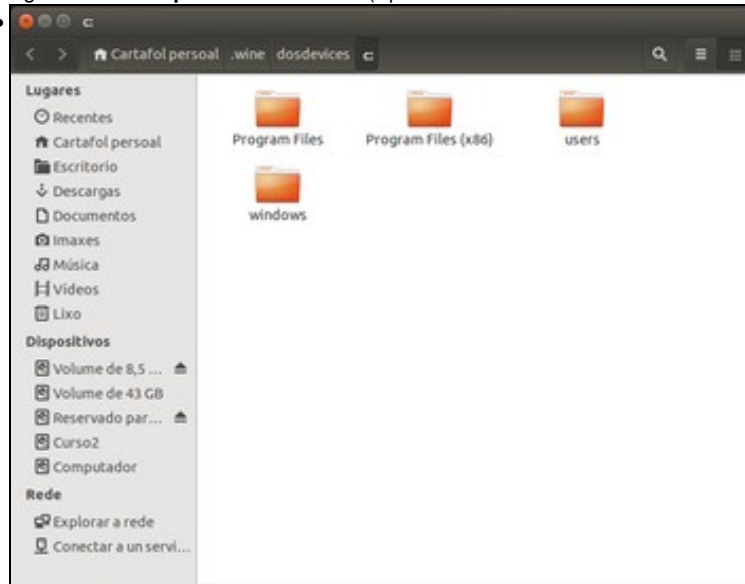 c
Cartafol persoal .wine dosdevices c
Lugares
Recentes
Cartafol persoal
Escritorio
Descargas
Documentos
Imaxes
Música
Vídeos
Lixo
Dispositivos
Volume de 8,5 ...
Volume de 43 GB
Reservado par...
Curso2
Computador
Rede
Explorar a rede
Conectar a un servi...
Program Files
Program Files (x86)
users
windows